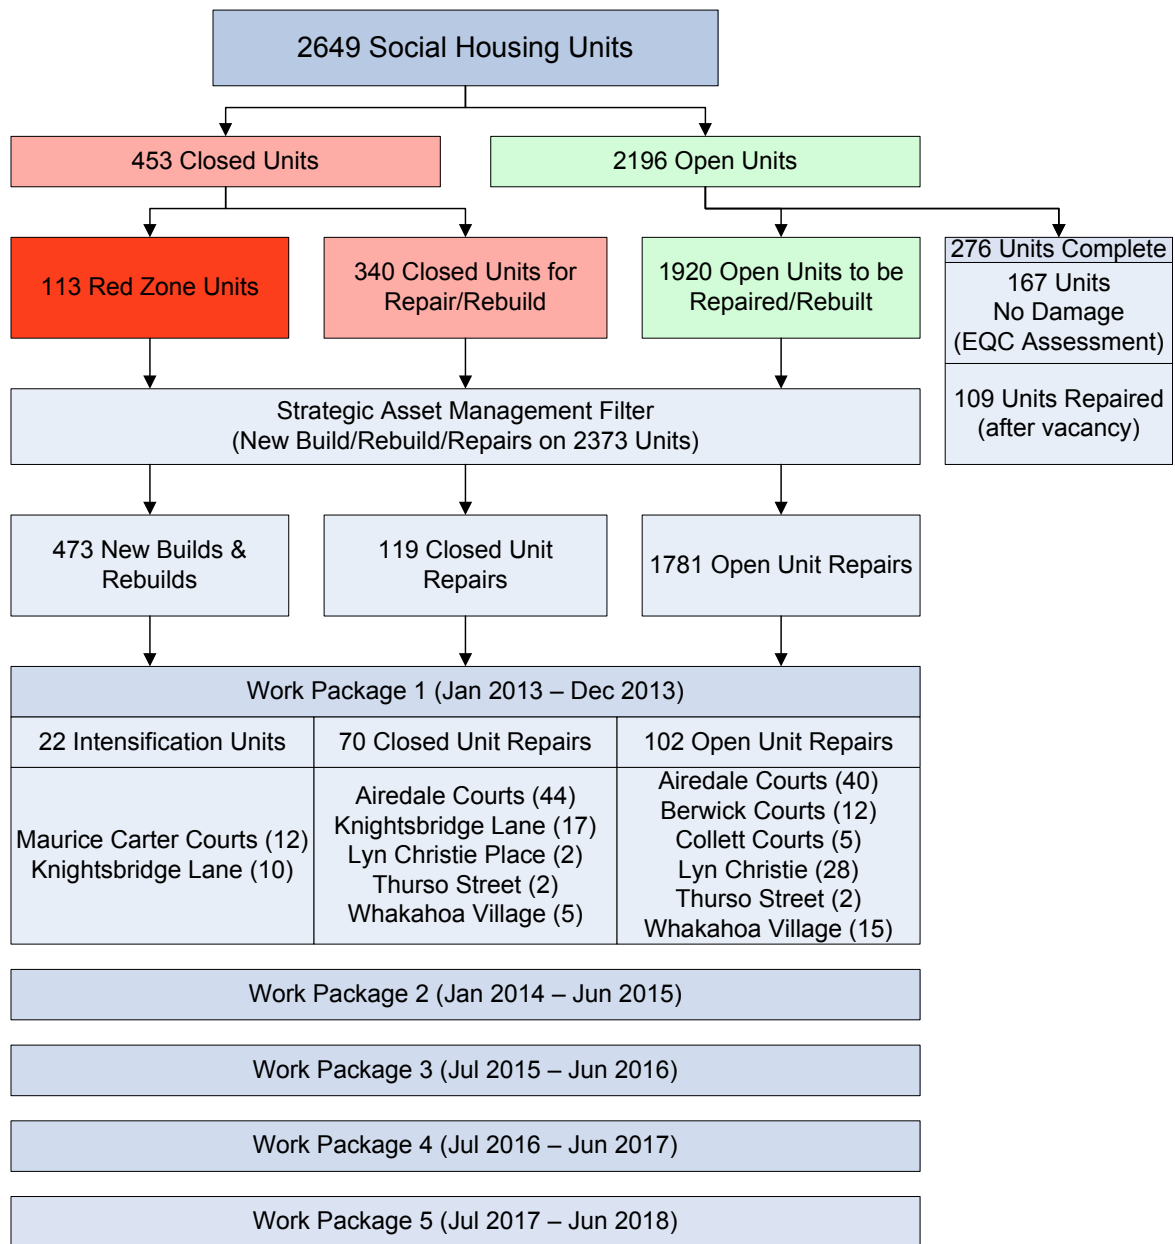 2649 Social Housing Units
453 Closed Units
2196 Open Units
113 Red Zone Units
340 Closed Units for
Repair/Rebuild
1920 Open Units to be
Repaired/Rebuilt
276 Units Complete
167 Units
No Damage
(EQC Assessment)
109 Units Repaired
(after vacancy)
Strategic Asset Management Filter
(New Build/Rebuild/Repairs on 2373 Units)
473 New Builds &
Rebuilds
119 Closed Unit
Repairs
1781 Open Unit Repairs
Work Package 1 (Jan 2013 – Dec 2013)
22 Intensification Units
Maurice Carter Courts (12)
Knightsbridge Lane (10)
70 Closed Unit Repairs
Airedale Courts (44)
Knightsbridge Lane (17)
Lyn Christie Place (2)
Thurso Street (2)
Whakahoa Village (5)
102 Open Unit Repairs
Airedale Courts (40)
Berwick Courts (12)
Collett Courts (5)
Lyn Christie (28)
Thurso Street (2)
Whakahoa Village (15)
Work Package 2 (Jan 2014 – Jun 2015)
Work Package 3 (Jul 2015 – Jun 2016)
Work Package 4 (Jul 2016 – Jun 2017)
Work Package 5 (Jul 2017 – Jun 2018)